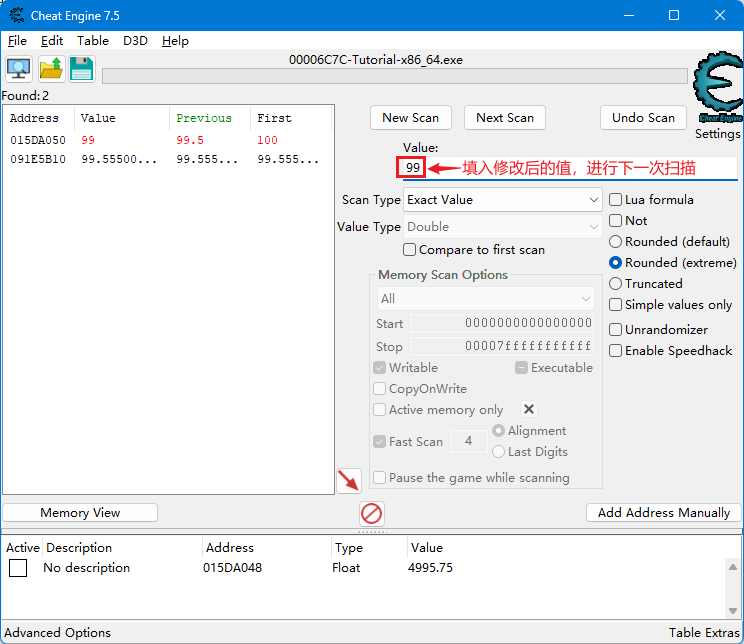 Cheat Engine 7.5
File Edit Table D3D Help
00006C7C-Tutorial-x86_64.exe
Found: 2
Address Value Previous First
015DA050 99 99.5 100
091E5B10 99.55500... 99.555... 99.555...
New Scan Next Scan Undo Scan
Cheat Engine
Settings
Value:
99 填入修改后的值，进行下一次扫描
Scan Type Exact Value
Lua formula
Not
Value Type Double
Rounded (default)
Compare to first scan
Rounded (extreme)
Memory Scan Options
Truncated
All
Simple values only
Start 0000000000000000
Unrandomizer
Stop 00007fffffffffff
Enable Speedhack
Writable Executable
CopyOnWrite
Active memory only
Fast Scan 4 Alignment
Last Digits
Pause the game while scanning
Memory View Add Address Manually
Active Description Address Type Value
No description 015DA048 Float 4995.75
Advanced Options Table Extras